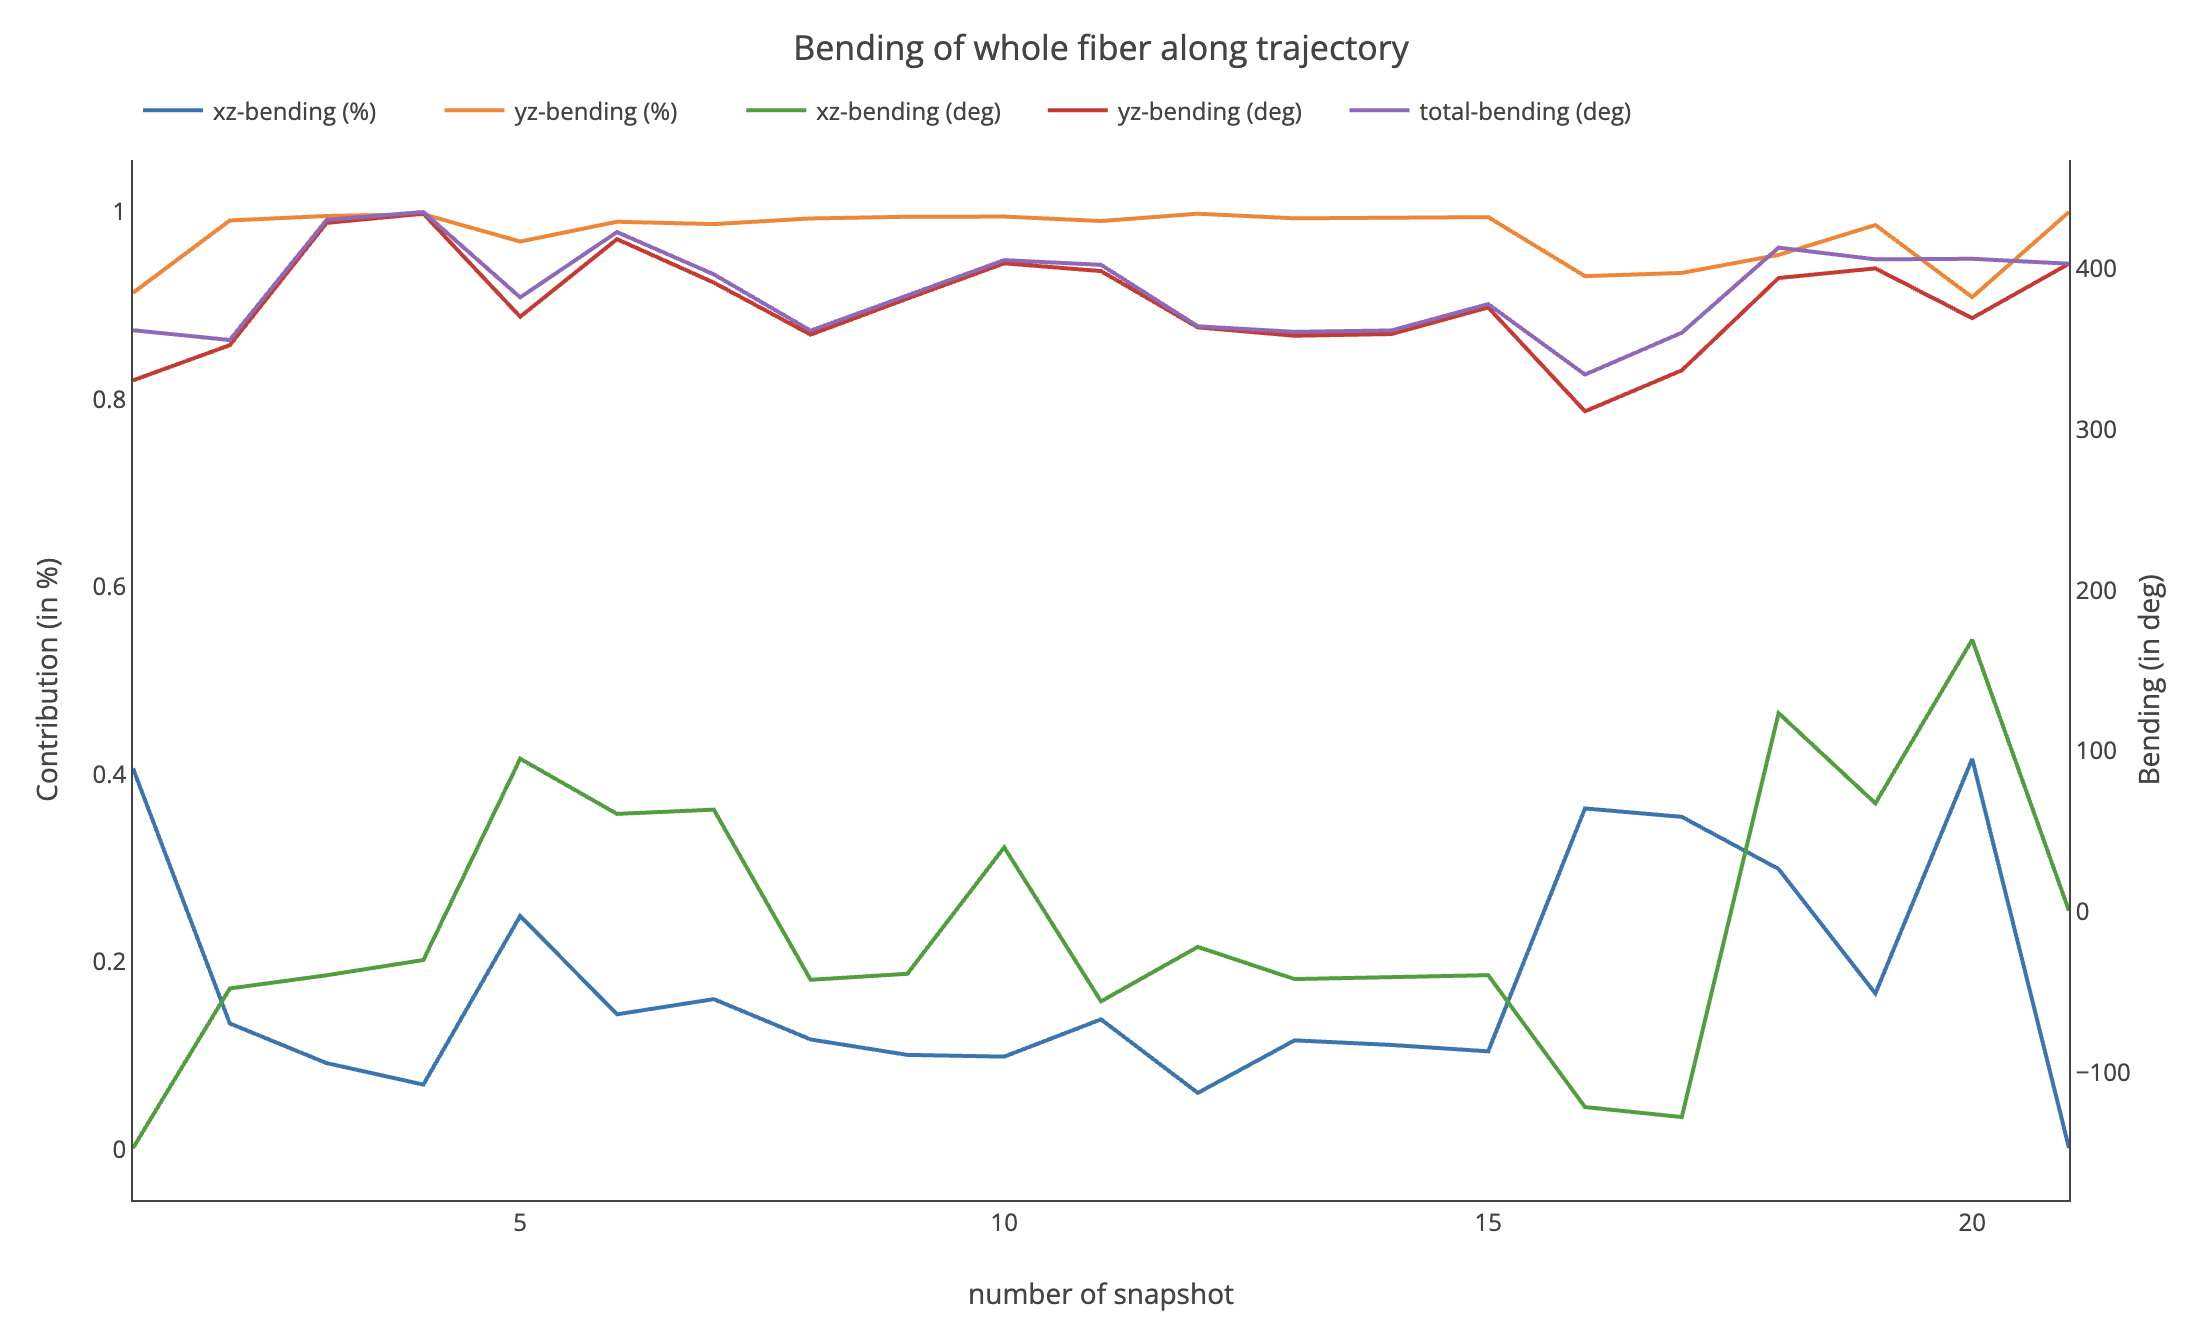 Bending of whole fiber along trajectory
xz-bending (%) yz-bending (%) xz-bending (deg) yz-bending (deg) total-bending (deg)
1
0.8
0.6
0.4
0.2
0
Contribution (in %)
400
300
200
100
0
−100
Bending (in deg)
5 10 15 20
number of snapshot